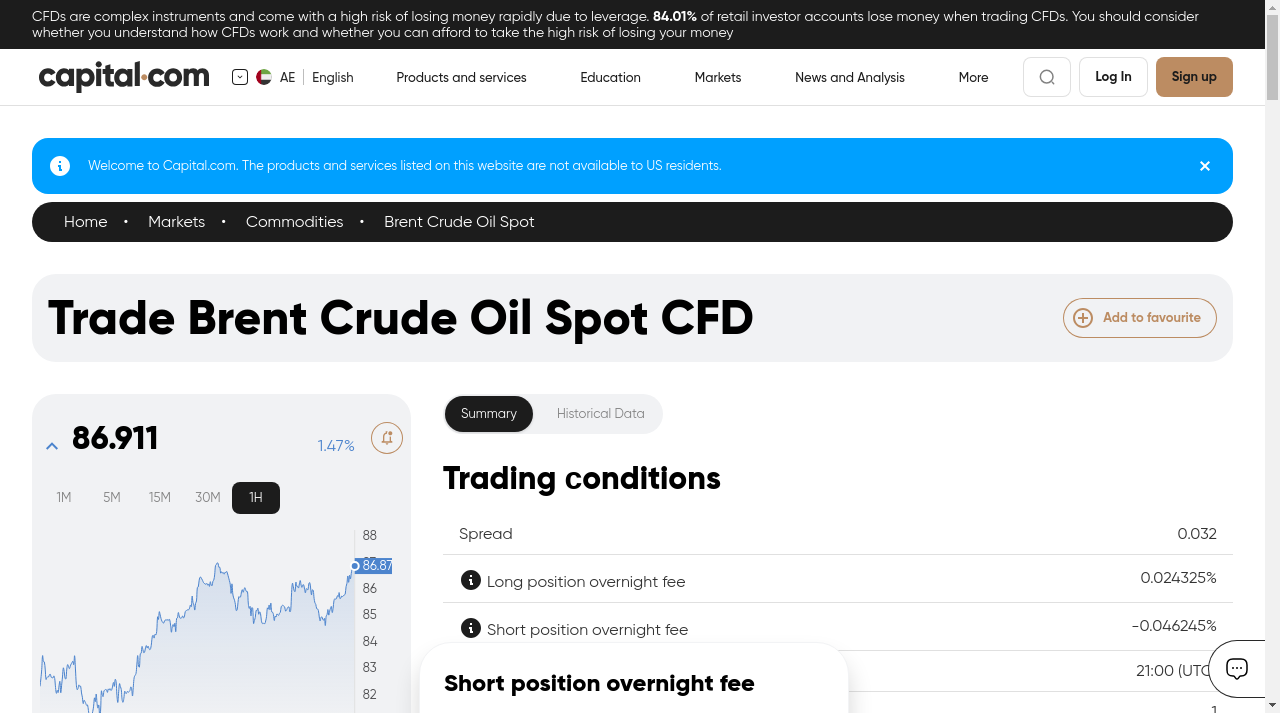 CFDs are complex instruments and come with a high risk of losing money rapidly due to leverage. 84.01% of retail investor accounts lose money when trading CFDs. You should consider
whether you understand how CFDs work and whether you can afford to take the high risk of losing your money
capital.com
AE English
Products and services
Education
Markets
News and Analysis
More
Log In
Sign up
Welcome to Capital.com. The products and services listed on this website are not available to US residents.
Home • Markets • Commodities • Brent Crude Oil Spot
Trade Brent Crude Oil Spot CFD
Add to favourite
86.911
1.47%
1M 5M 15M 30M 1H
88
86.87
86
85
84
83
82
Summary
Historical Data
Trading conditions
Spread 0.032
Long position overnight fee 0.024325%
Short position overnight fee -0.046245%
21:00 (UTC
1
Short position overnight fee